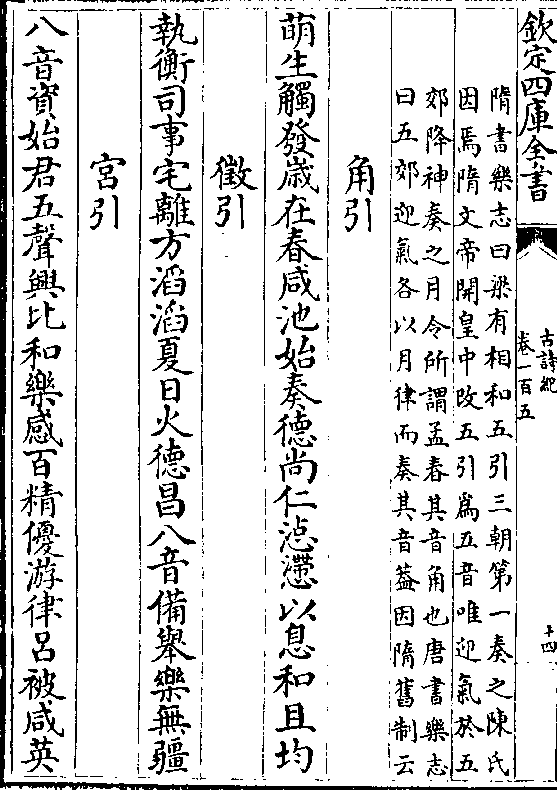 欽定四庫全書
古詩紀
卷一百五
十四
隋書樂志曰梁有相和五引三朝第一奏之陳氏
因焉隋文帝開皇中改五引為五音唯迎氣於五
郊降神奏之月令所謂孟春其音角也唐書樂志
曰五郊迎氣各以月律而奏其音葢因隋舊制云
角引
萌生觸發歳在春咸池始奏德尚仁惉懘以息和且均
徵引
執衡司事宅離方滔滔夏日火德昌八音備舉樂無疆
宮引
八音資始君五聲興比和樂感百精優游律呂被咸英